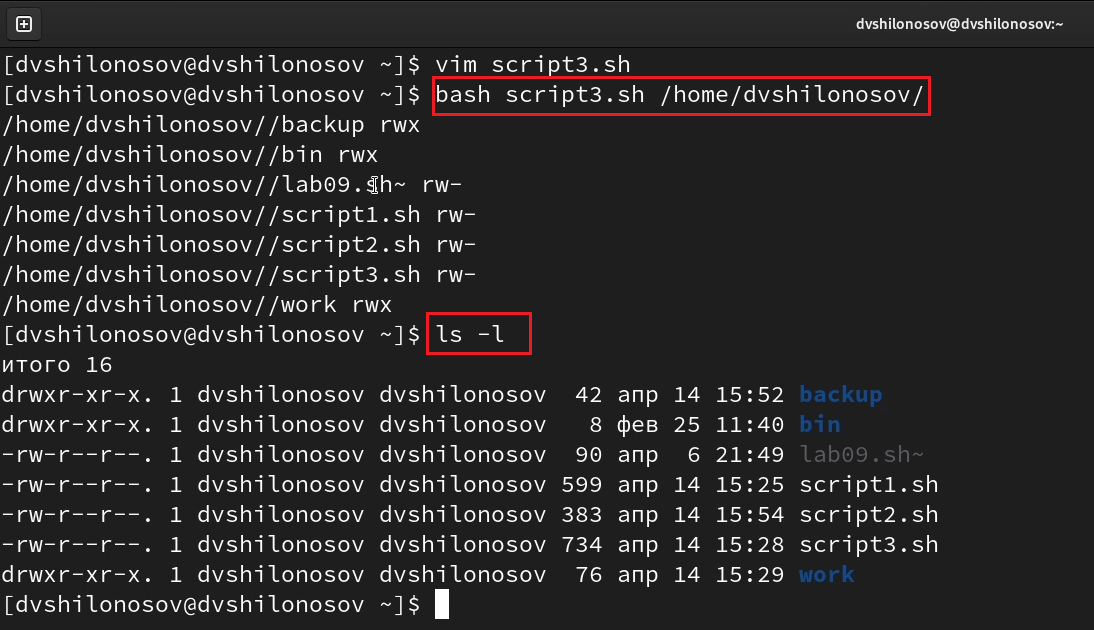 dvshilonosov@dvshilonosov:~
[dvshilonosov@dvshilonosov ~]$ vim script3.sh
[dvshilonosov@dvshilonosov ~]$ bash script3.sh /home/dvshilonosov/
/home/dvshilonosov//backup rwx
/home/dvshilonosov//bin rwx
/home/dvshilonosov//lab09.sh~ rw-
/home/dvshilonosov//script1.sh rw-
/home/dvshilonosov//script2.sh rw-
/home/dvshilonosov//script3.sh rw-
/home/dvshilonosov//work rwx
[dvshilonosov@dvshilonosov ~]$ ls -l
итого 16
drwxr-xr-x. 1 dvshilonosov dvshilonosov  42 апр 14 15:52 backup
drwxr-xr-x. 1 dvshilonosov dvshilonosov   8 фев 25 11:40 bin
-rw-r--r--. 1 dvshilonosov dvshilonosov  90 апр  6 21:49 lab09.sh~
-rw-r--r--. 1 dvshilonosov dvshilonosov 599 апр 14 15:25 script1.sh
-rw-r--r--. 1 dvshilonosov dvshilonosov 383 апр 14 15:54 script2.sh
-rw-r--r--. 1 dvshilonosov dvshilonosov 734 апр 14 15:28 script3.sh
drwxr-xr-x. 1 dvshilonosov dvshilonosov  76 апр 14 15:29 work
[dvshilonosov@dvshilonosov ~]$